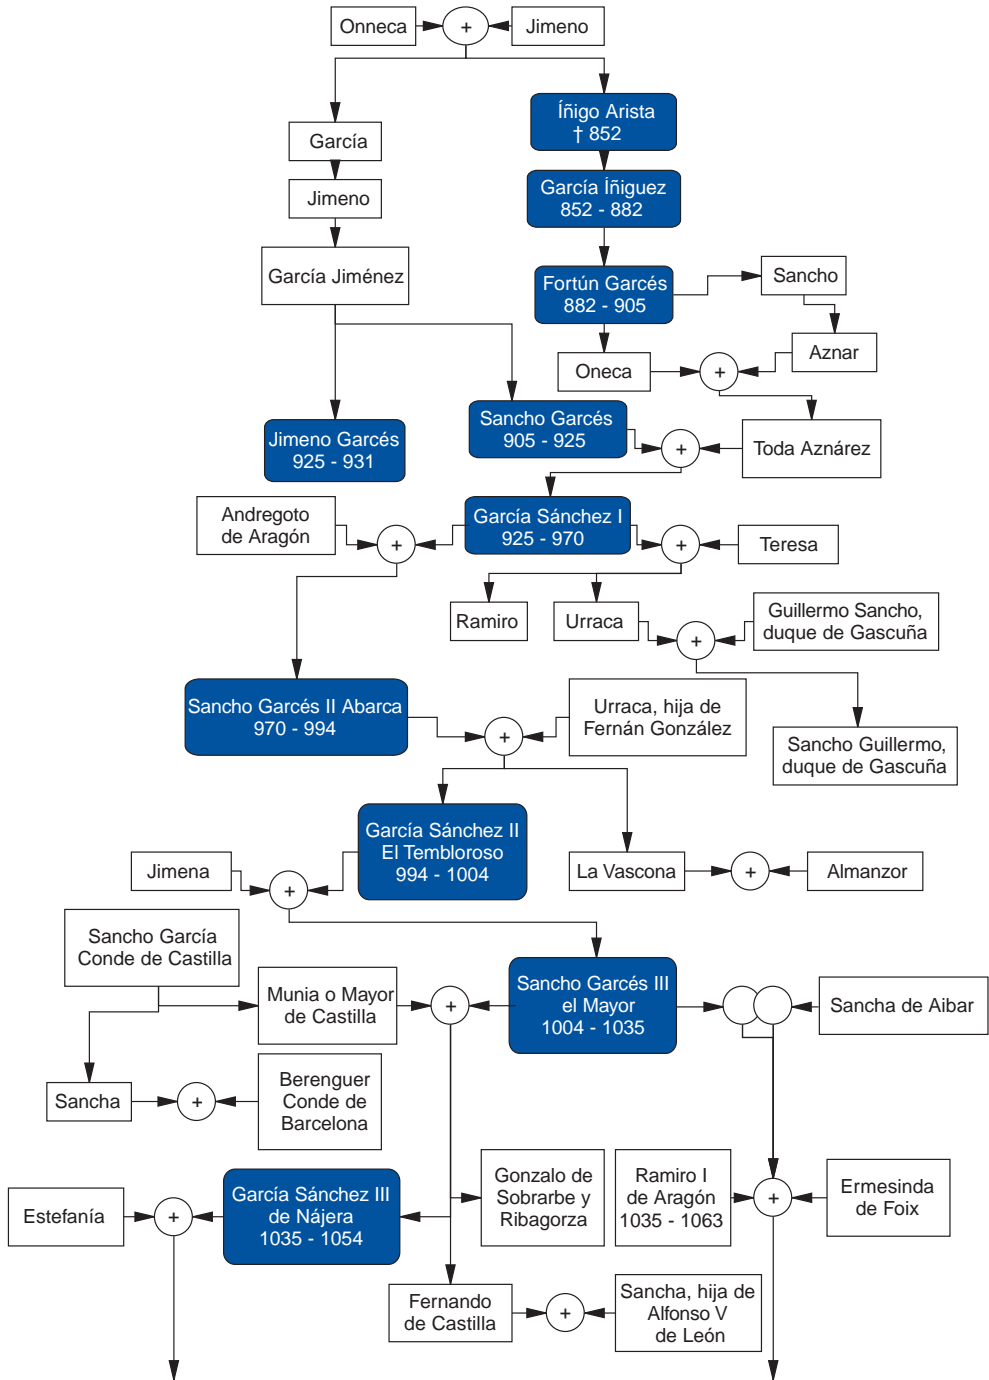 Onneca
+
Jimeno
Íñigo Arista
† 852
García
García Íñiguez
852 - 882
Jimeno
García Jiménez
Fortún Garcés
882 - 905
Sancho
Aznar
Oneca
+
Jimeno Garcés
925 - 931
Sancho Garcés
905 - 925
+
Toda Aznárez
Andregoto
de Aragón
+
García Sánchez I
925 - 970
+
Teresa
Ramiro
Urraca
+
Guillermo Sancho,
duque de Gascuña
Sancho Garcés II Abarca
970 - 994
+
Urraca, hija de
Fernán González
Sancho Guillermo,
duque de Gascuña
García Sánchez II
El Tembloroso
994 - 1004
Jimena
+
La Vascona
+
Almanzor
Sancho García
Conde de Castilla
Munia o Mayor
de Castilla
+
Sancho Garcés III
el Mayor
1004 - 1035
Sancha de Aibar
Sancha
+
Berenguer
Conde de
Barcelona
Estefanía
+
García Sánchez III
de Nájera
1035 - 1054
Gonzalo de
Sobrarbe y
Ribagorza
Ramiro I
de Aragón
1035 - 1063
+
Ermesinda
de Foix
Fernando
de Castilla
+
Sancha, hija de
Alfonso V
de León